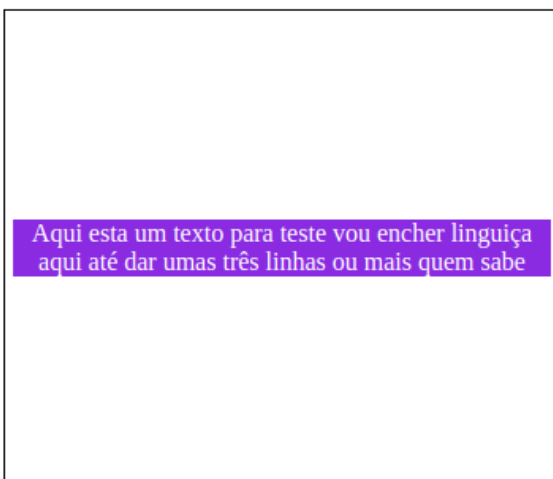 Aqui esta um texto para teste vou encher linguiça
aqui até dar umas três linhas ou mais quem sabe